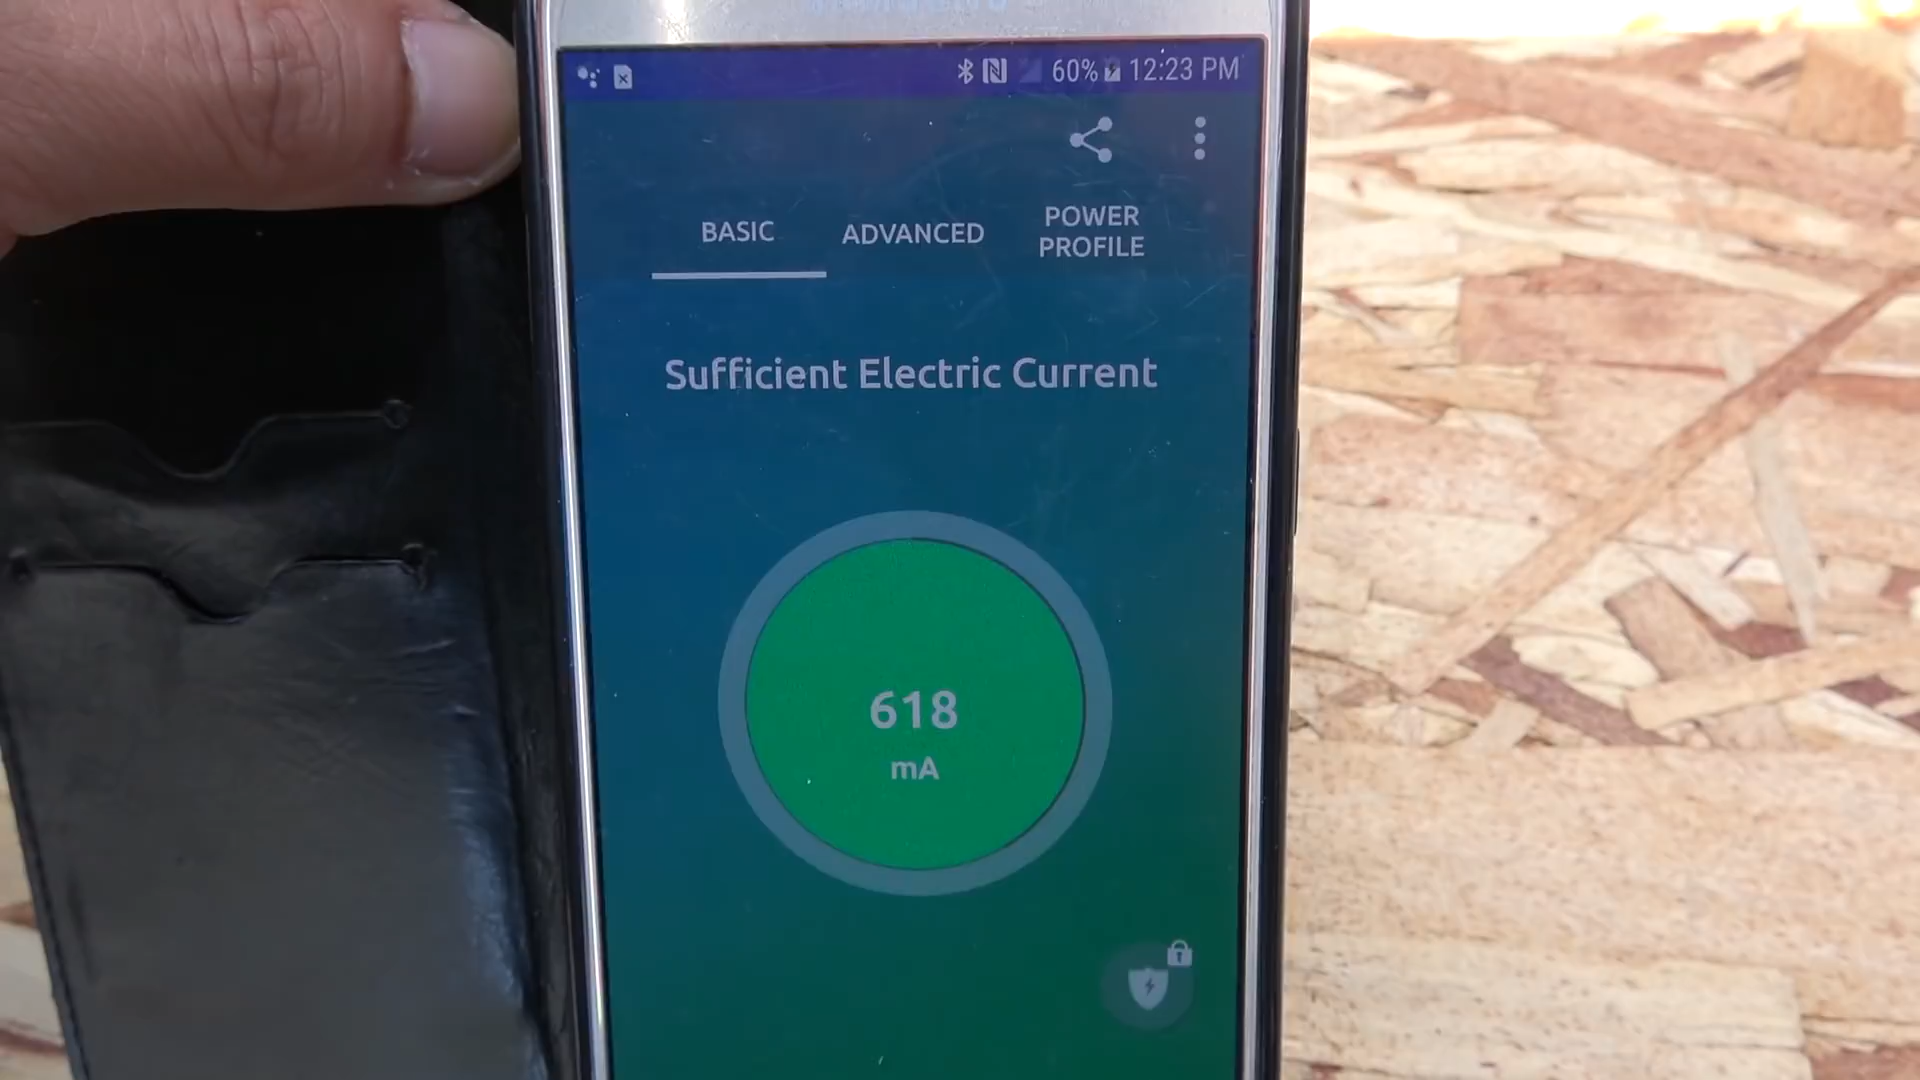 60% 12:23 PM
BASIC
ADVANCED
POWER
PROFILE
Sufficient Electric Current
618
mA